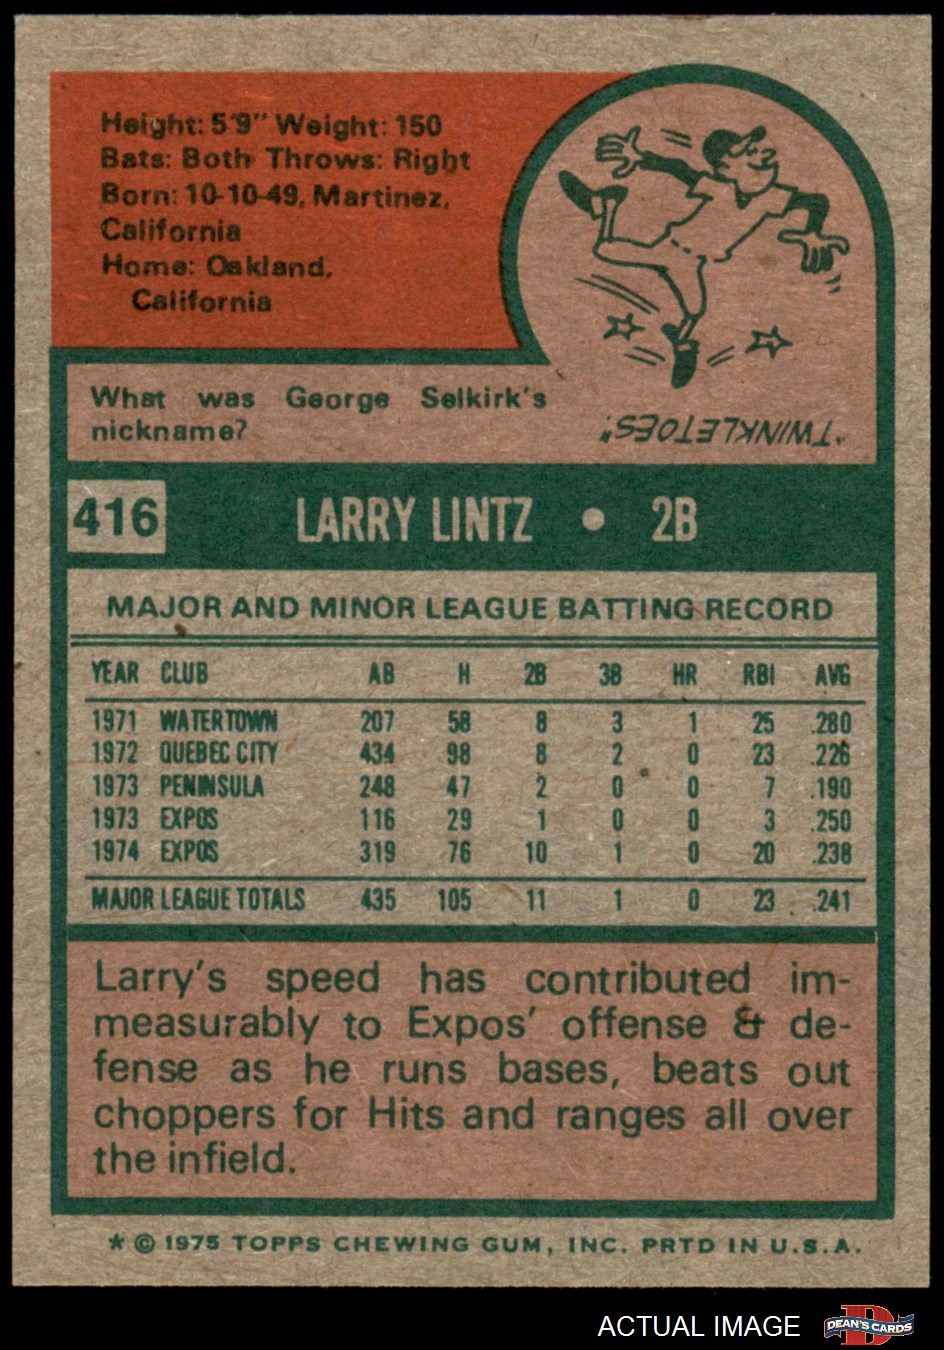 Height: 5'9" Weight: 150
Bats: Both Throws: Right
Born: 10-10-49, Martinez,
California
Home: Oakland,
California
What was George Selkirk's
nickname?
"TWINKLETOES".
416 LARRY LINTZ • 2B
MAJOR AND MINOR LEAGUE BATTING RECORD
YEAR CLUB AB H 2B 3B HR RBI AVG
1971 WATERTOWN 207 58 8 3 1 25 .280
1972 QUEBEC CITY 434 98 8 2 0 23 .226
1973 PENINSULA 248 47 2 0 0 7 .190
1973 EXPOS 116 29 1 0 0 3 .250
1974 EXPOS 319 76 10 1 0 20 .238
MAJOR LEAGUE TOTALS 435 105 11 1 0 23 .241
Larry's speed has contributed im-
measurably to Expos' offense & de-
fense as he runs bases, beats out
choppers for Hits and ranges all over
the infield.
* © 1975 TOPPS CHEWING GUM, INC. PRTD IN U.S.A.
ACTUAL IMAGE D DEAN'S CARDS